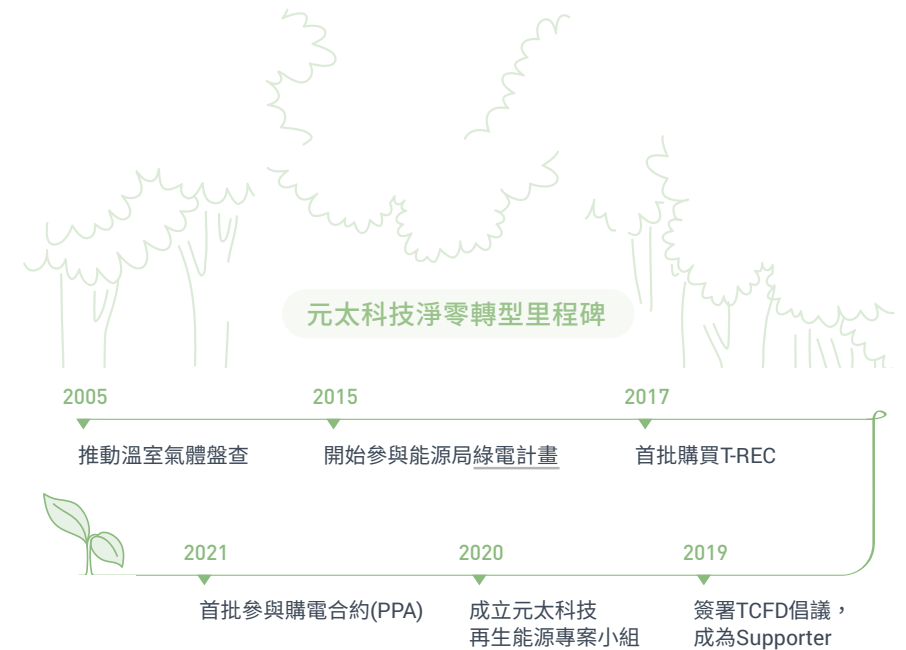 元太科技淨零轉型里程碑
2005
推動溫室氣體盤查
2015
開始參與能源局綠電計畫
2017
首批購買T-REC
2019
簽署TCFD倡議，
成為Supporter
2020
成立元太科技
再生能源專案小組
2021
首批參與購電合約(PPA)